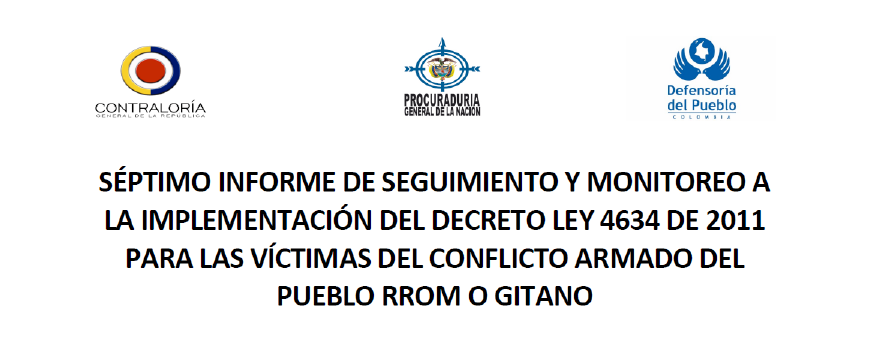 CONTRALORÍA
GENERAL DE LA REPÚBLICA
PROCURADURIA
GENERAL DE LA NACION
Defensoría
del Pueblo
COLOMBIA
SÉPTIMO INFORME DE SEGUIMIENTO Y MONITOREO A
LA IMPLEMENTACIÓN DEL DECRETO LEY 4634 DE 2011
PARA LAS VÍCTIMAS DEL CONFLICTO ARMADO DEL
PUEBLO RROM O GITANO